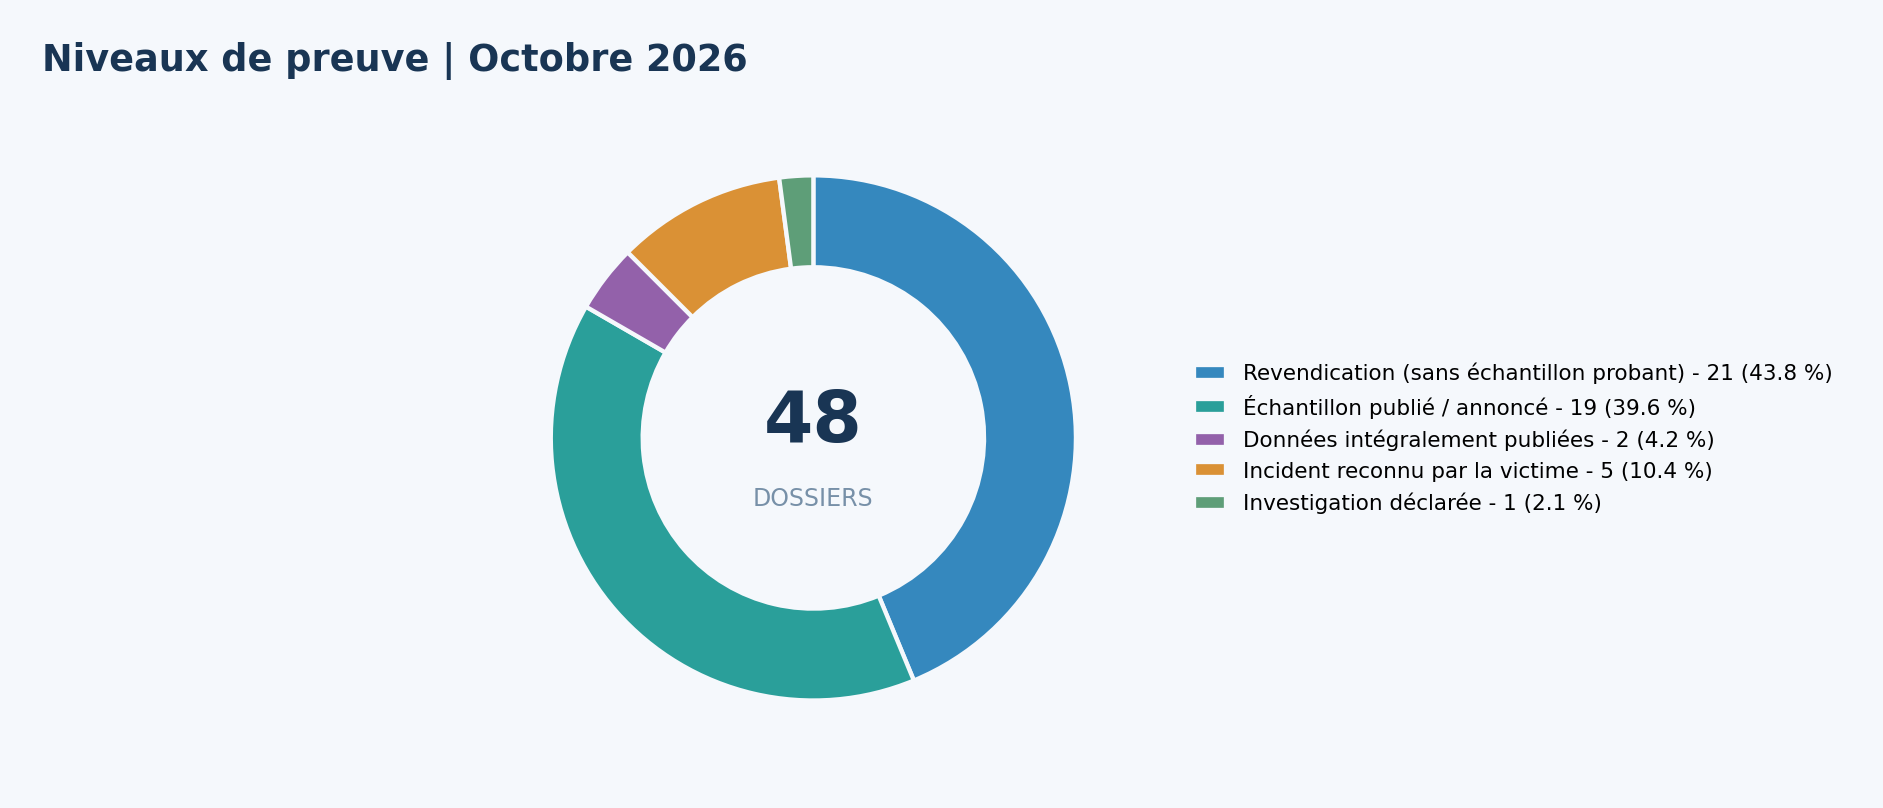 Niveaux de preuve | Octobre 2026
48
DOSSIERS
Revendication (sans échantillon probant) - 21 (43.8 %)
Échantillon publié / annoncé - 19 (39.6 %)
Données intégralement publiées - 2 (4.2 %)
Incident reconnu par la victime - 5 (10.4 %)
Investigation déclarée - 1 (2.1 %)